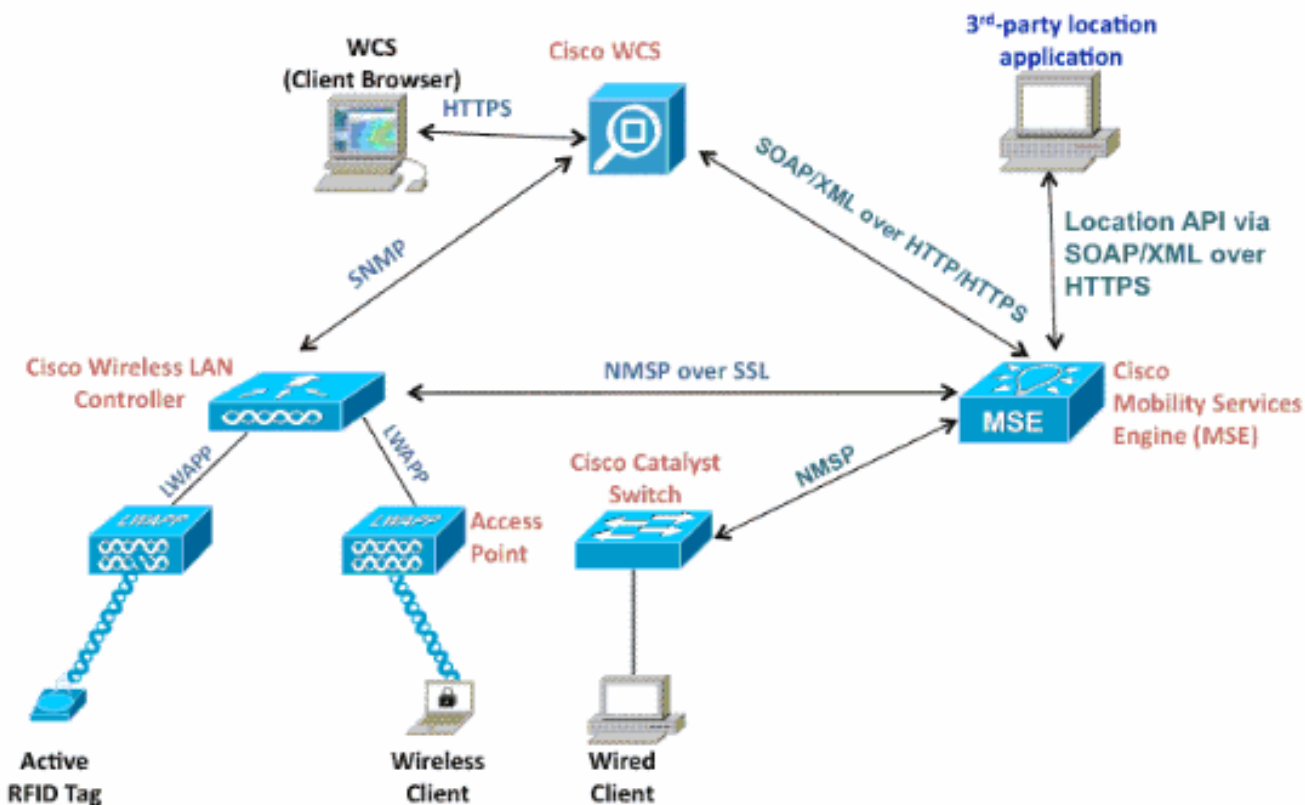 WCS
(Client Browser)
Cisco WCS
3rd-party location
application
HTTPS
SOAP/XML over HTTP/HTTPS
Location API via
SOAP/XML over
HTTPS
SNMP
Cisco Wireless LAN
Controller
NMSP over SSL
MSE
Cisco
Mobility Services
Engine (MSE)
LWAPP
LWAPP
NMSP
Cisco Catalyst
Switch
LWAPP
LWAPP
Access
Point
Active
RFID Tag
Wireless
Client
Wired
Client